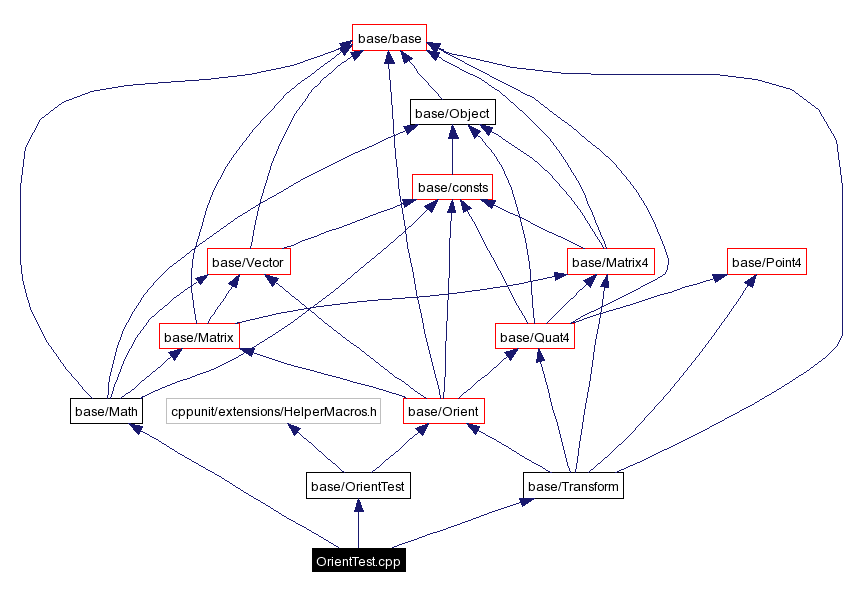 base/base
base/Object
base/consts
base/Vector
base/Matrix4
base/Point4
base/Matrix
base/Quat4
base/Math
cppunit/extensions/HelperMacros.h
base/Orient
base/OrientTest
base/Transform
OrientTest.cpp